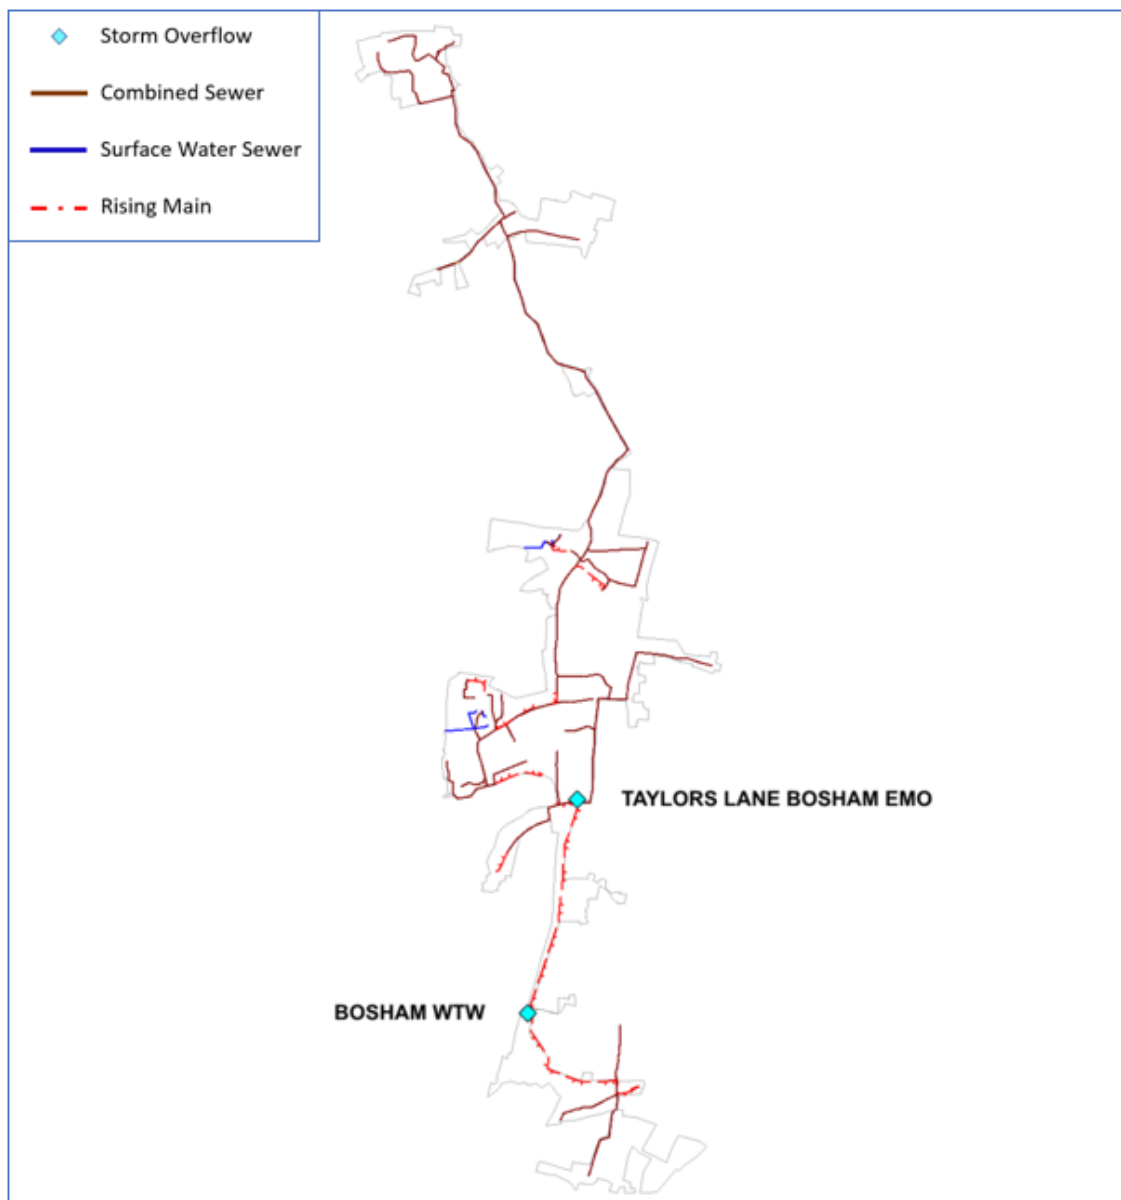 Storm Overflow
Combined Sewer
Surface Water Sewer
Rising Main
TAYLORS LANE BOSHAM EMO
BOSHAM WTW